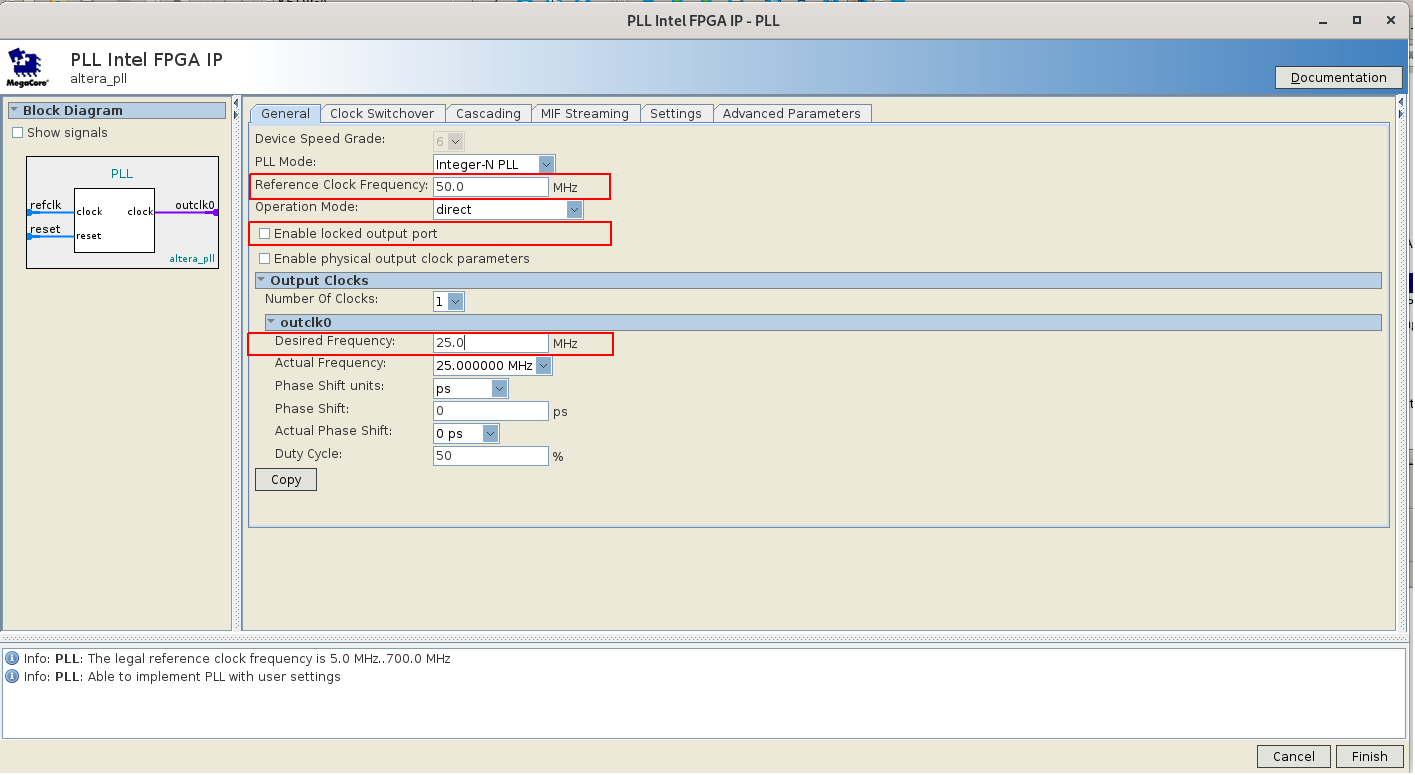 PLL Intel FPGA IP - PLL
PLL Intel FPGA IP
altera_pll
MegaCore®
Documentation
Block Diagram
Show signals
PLL
refclk
clock
clock
outclk0
reset
reset
altera_pll
General
Clock Switchover
Cascading
MIF Streaming
Settings
Advanced Parameters
Device Speed Grade: 6
PLL Mode: Integer-N PLL
Reference Clock Frequency: 50.0 MHz
Operation Mode: direct
Enable locked output port
Enable physical output clock parameters
Output Clocks
Number Of Clocks: 1
outclk0
Desired Frequency: 25.0 MHz
Actual Frequency: 25.000000 MHz
Phase Shift units: ps
Phase Shift: 0 ps
Actual Phase Shift: 0 ps
Duty Cycle: 50 %
Copy
Info: PLL: The legal reference clock frequency is 5.0 MHz..700.0 MHz
Info: PLL: Able to implement PLL with user settings
Cancel
Finish